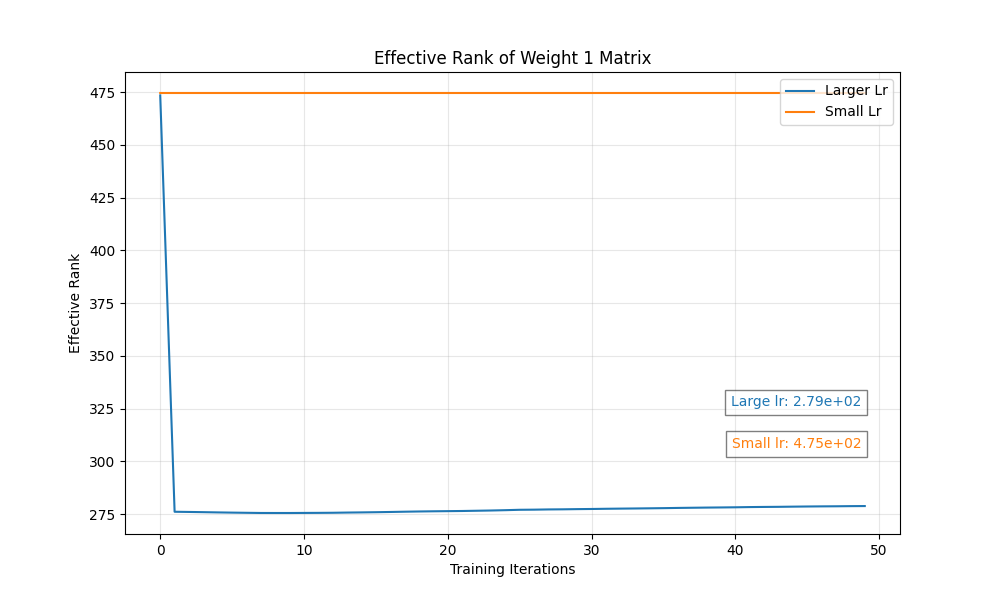 Effective Rank of Weight 1 Matrix
475
450
425
400
375
350
325
300
275
Effective Rank
Larger Lr
Small Lr
Large lr: 2.79e+02
Small lr: 4.75e+02
0
10
20
30
40
50
Training Iterations